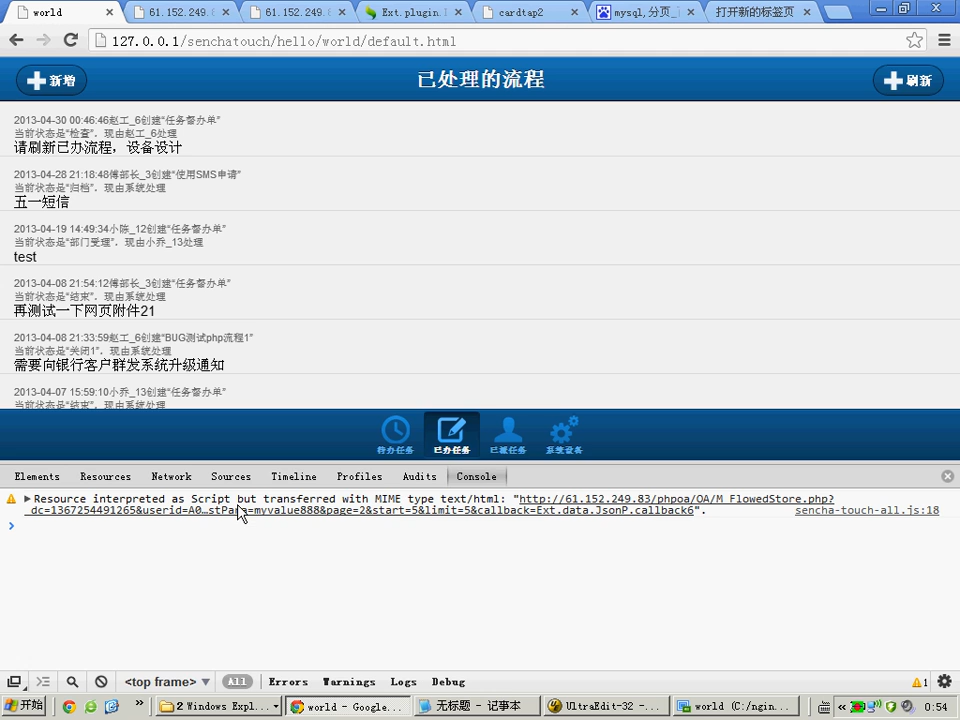 world
61.152.249.
61.152.249.
Ext.plugin.
cardtap2
mysql,分页_
打开新的标签页
127.0.0.1/senchatouch/hello/world/default.html
新增
已处理的流程
刷新
2013-04-30 00:46:46赵工_6创建“任务督办单”
当前状态是“检查”．现由赵工_6处理
请刷新已办流程，设备设计
2013-04-28 21:18:48傅部长_3创建“使用SMS申请”
当前状态是“归档”．现由系统处理
五一短信
2013-04-19 14:49:34小陈_12创建“任务督办单”
当前状态是“部门受理”．现由小乔_13处理
test
2013-04-08 21:54:12傅部长_3创建“任务督办单”
当前状态是“结束”．现由系统处理
再测试一下网页附件21
2013-04-08 21:33:59赵工_6创建“BUG测试php流程1”
当前状态是“关闭1”．现由系统处理
需要向银行客户群发系统升级通知
2013-04-07 15:59:10小乔_13创建“任务督办单”
当前状态是“结束”．现由系统处理
待办任务
已办任务
已派任务
系统设备
Elements
Resources
Network
Sources
Timeline
Profiles
Audits
Console
Resource interpreted as Script but transferred with MIME type text/html: "http://61.152.249.83/phpoa/OA/M_FlowedStore.php?
_dc=1367254491265&userid=A0…stPara=myvalue888&page=2&start=5&limit=5&callback=Ext.data.JsonP.callback6".
sencha-touch-all.js:18
<top frame>
All
Errors
Warnings
Logs
Debug
1
开始
2 Windows Expl...
world - Google...
无标题 - 记事本
UltraEdit-32 -...
world (C:/ngin...
0:54